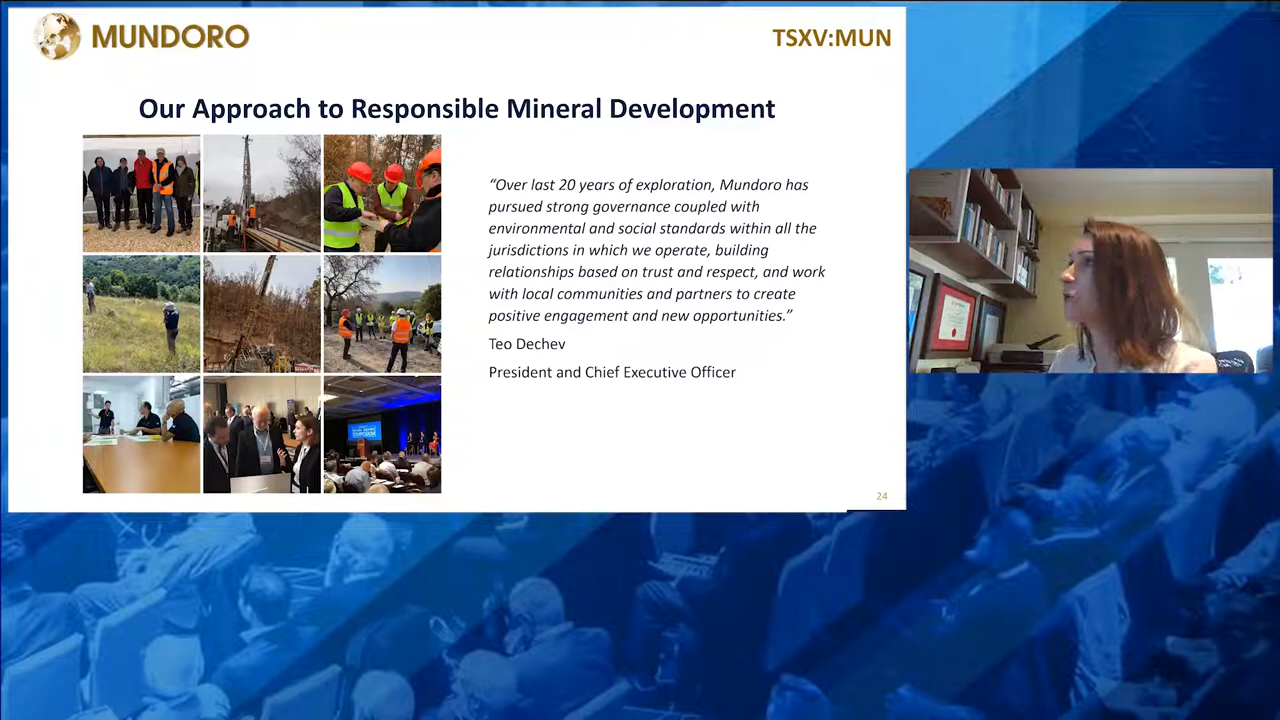 MUNDORO
TSXV:MUN
Our Approach to Responsible Mineral Development
“Over last 20 years of exploration, Mundoro has
pursued strong governance coupled with
environmental and social standards within all the
jurisdictions in which we operate, building
relationships based on trust and respect, and work
with local communities and partners to create
positive engagement and new opportunities.”
Teo Dechev
President and Chief Executive Officer
SYMPOSIUM
24